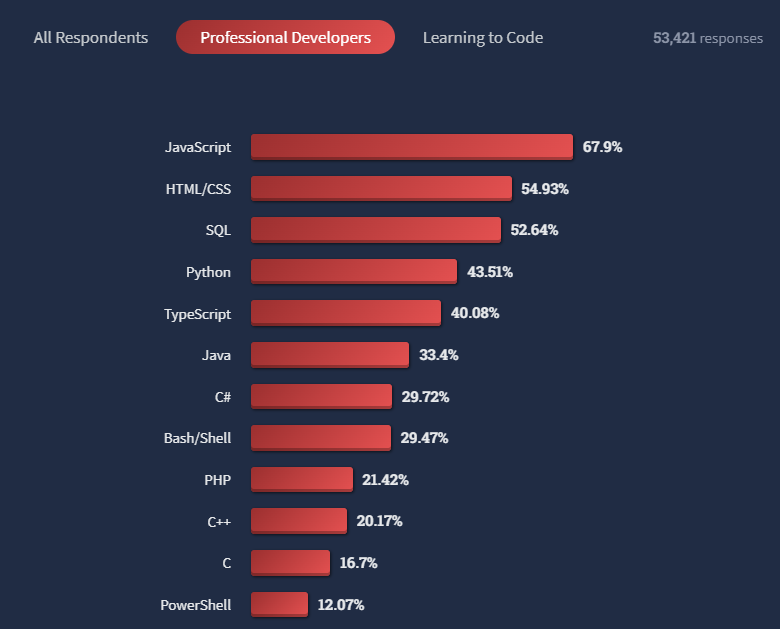 All Respondents Professional Developers Learning to Code 53,421 responses
JavaScript 67.9%
HTML/CSS 54.93%
SQL 52.64%
Python 43.51%
TypeScript 40.08%
Java 33.4%
C# 29.72%
Bash/Shell 29.47%
PHP 21.42%
C++ 20.17%
C 16.7%
PowerShell 12.07%